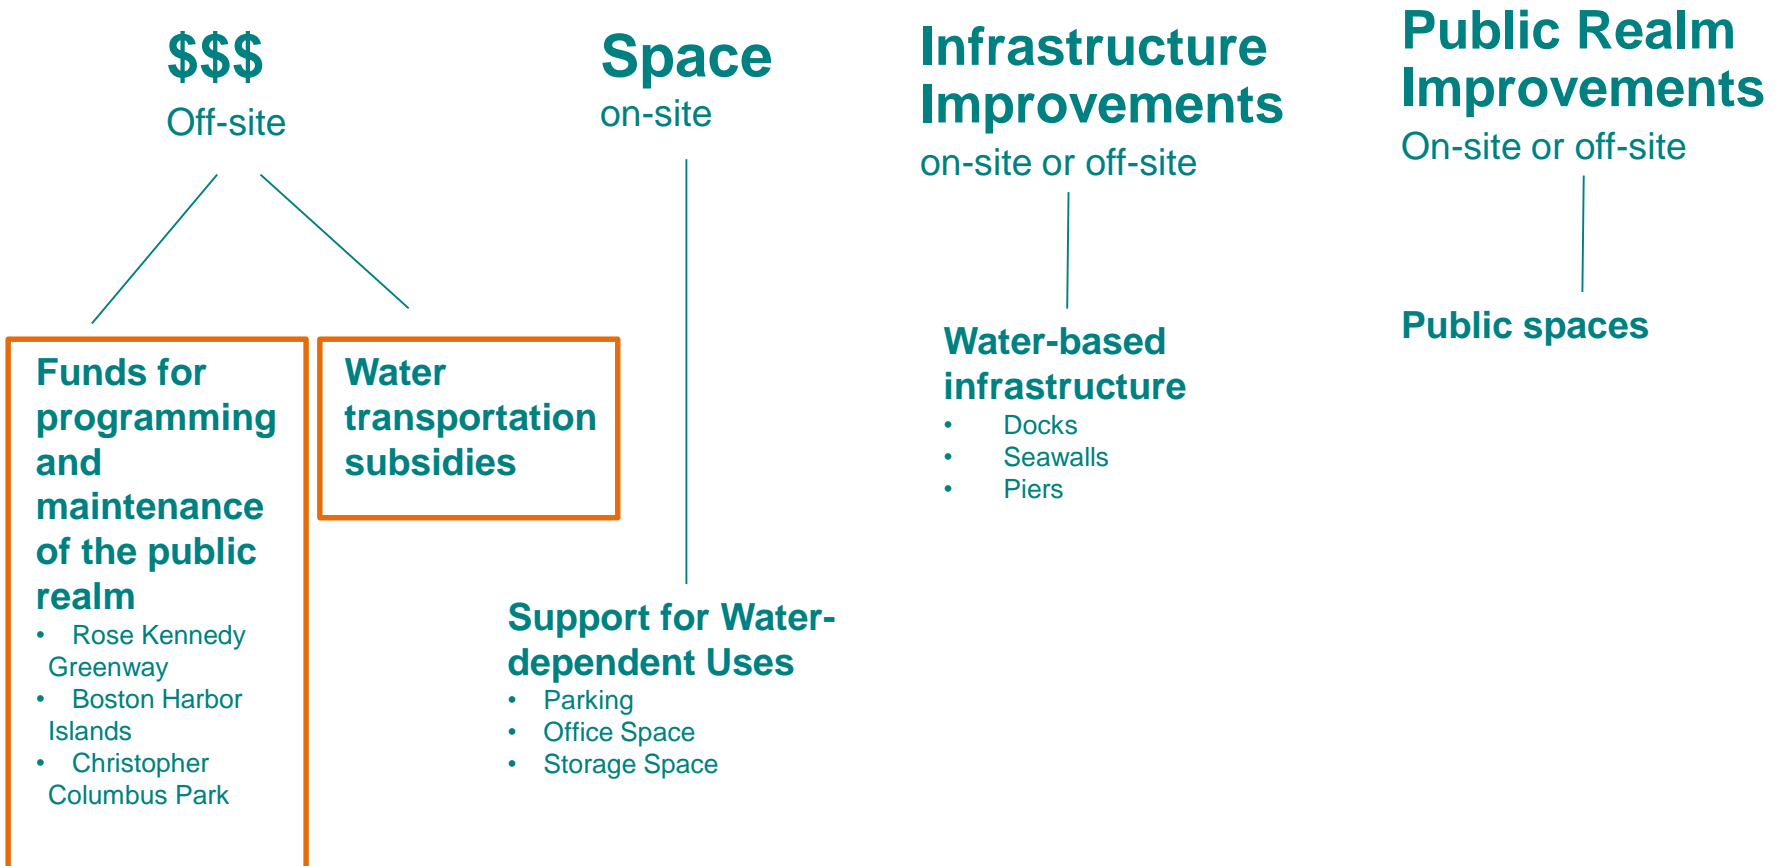 $$$
Off-site
Funds for
programming
and
maintenance
of the public
realm
• Rose Kennedy
Greenway
• Boston Harbor
Islands
• Christopher
Columbus Park
Water
transportation
subsidies
Space
on-site
Support for Water-
dependent Uses
• Parking
• Office Space
• Storage Space
Infrastructure
Improvements
on-site or off-site
Water-based
infrastructure
• Docks
• Seawalls
• Piers
Public Realm
Improvements
On-site or off-site
Public spaces